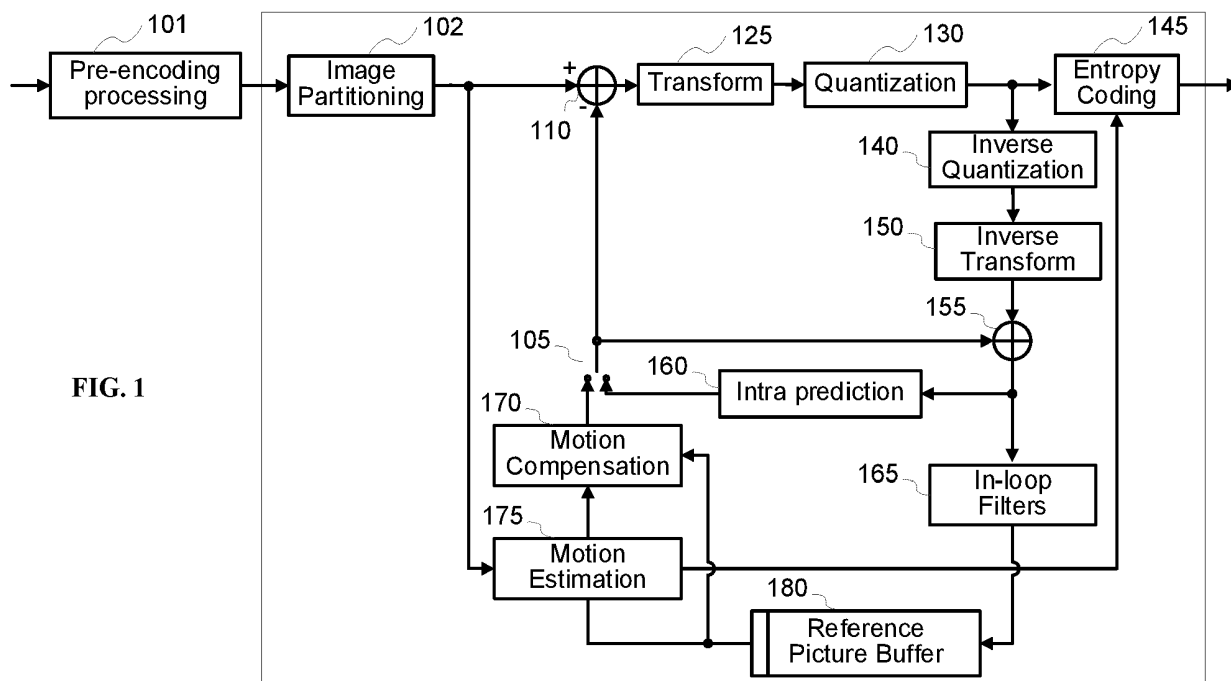 101
Pre-encoding
processing
102
Image
Partitioning
+
-
110
125
Transform
130
Quantization
145
Entropy
Coding
140
Inverse
Quantization
150
Inverse
Transform
155
105
160
Intra prediction
FIG. 1
170
Motion
Compensation
165
In-loop
Filters
175
Motion
Estimation
180
Reference
Picture Buffer